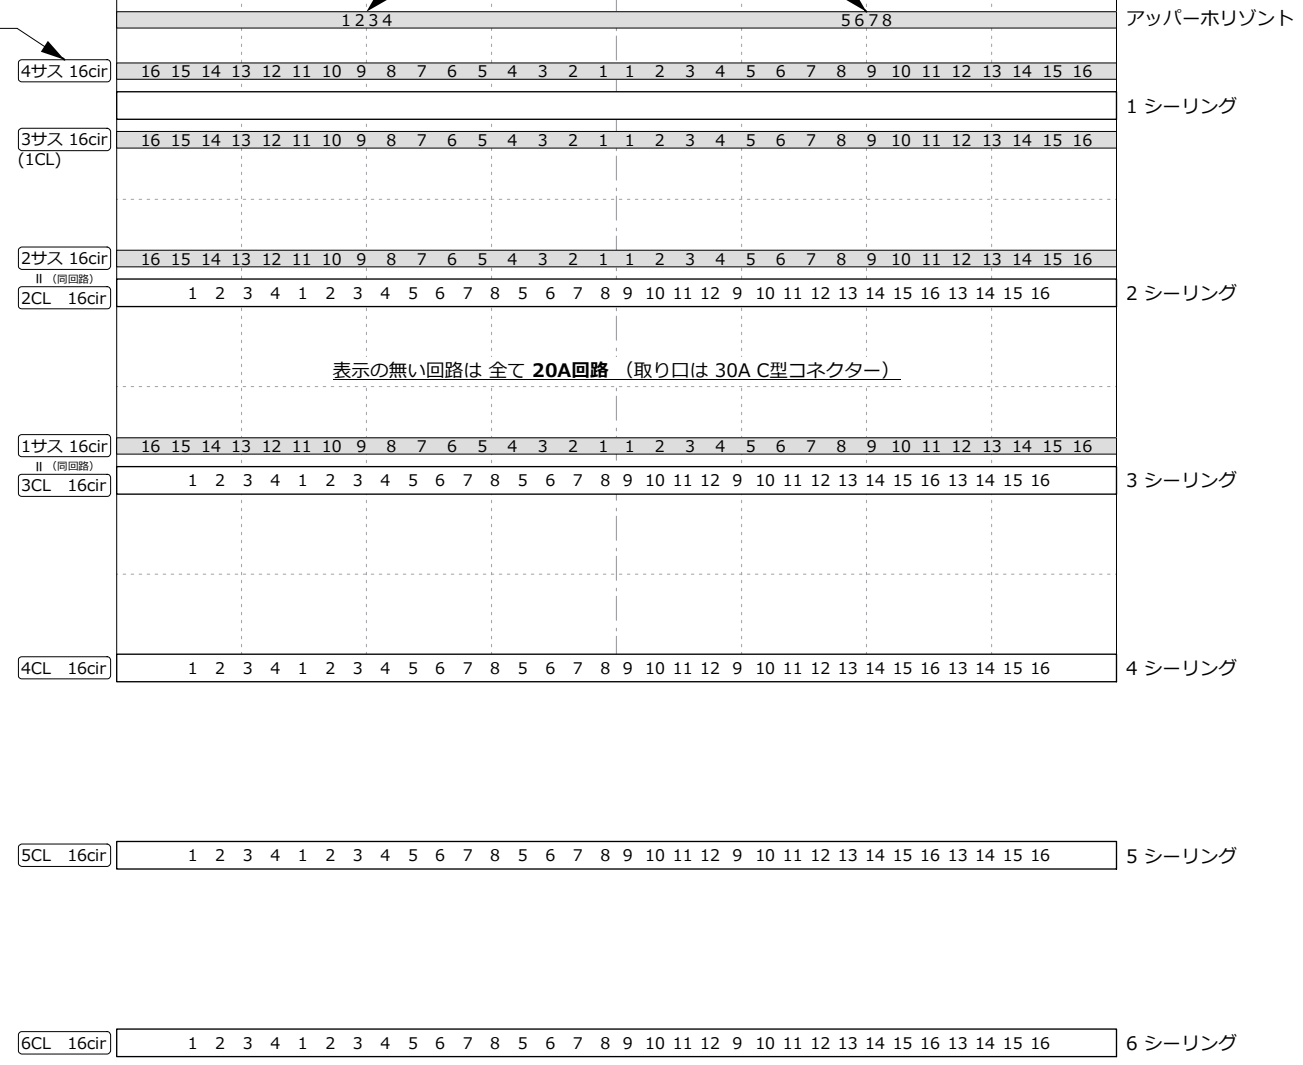 1234 5678 アッパーホリゾント
4サス 16cir 16 15 14 13 12 11 10 9 8 7 6 5 4 3 2 1 1 2 3 4 5 6 7 8 9 10 11 12 13 14 15 16
1 シーリング
3サス 16cir 16 15 14 13 12 11 10 9 8 7 6 5 4 3 2 1 1 2 3 4 5 6 7 8 9 10 11 12 13 14 15 16
(1CL)
2サス 16cir 16 15 14 13 12 11 10 9 8 7 6 5 4 3 2 1 1 2 3 4 5 6 7 8 9 10 11 12 13 14 15 16
II （同回路）
2CL 16cir 1 2 3 4 1 2 3 4 5 6 7 8 5 6 7 8 9 10 11 12 9 10 11 12 13 14 15 16 13 14 15 16 2 シーリング
表示の無い回路は 全て 20A回路 （取り口は 30A C型コネクター）
1サス 16cir 16 15 14 13 12 11 10 9 8 7 6 5 4 3 2 1 1 2 3 4 5 6 7 8 9 10 11 12 13 14 15 16
II （同回路）
3CL 16cir 1 2 3 4 1 2 3 4 5 6 7 8 5 6 7 8 9 10 11 12 9 10 11 12 13 14 15 16 13 14 15 16 3 シーリング
4CL 16cir 1 2 3 4 1 2 3 4 5 6 7 8 5 6 7 8 9 10 11 12 9 10 11 12 13 14 15 16 13 14 15 16 4 シーリング
5CL 16cir 1 2 3 4 1 2 3 4 5 6 7 8 5 6 7 8 9 10 11 12 9 10 11 12 13 14 15 16 13 14 15 16 5 シーリング
6CL 16cir 1 2 3 4 1 2 3 4 5 6 7 8 5 6 7 8 9 10 11 12 9 10 11 12 13 14 15 16 13 14 15 16 6 シーリング